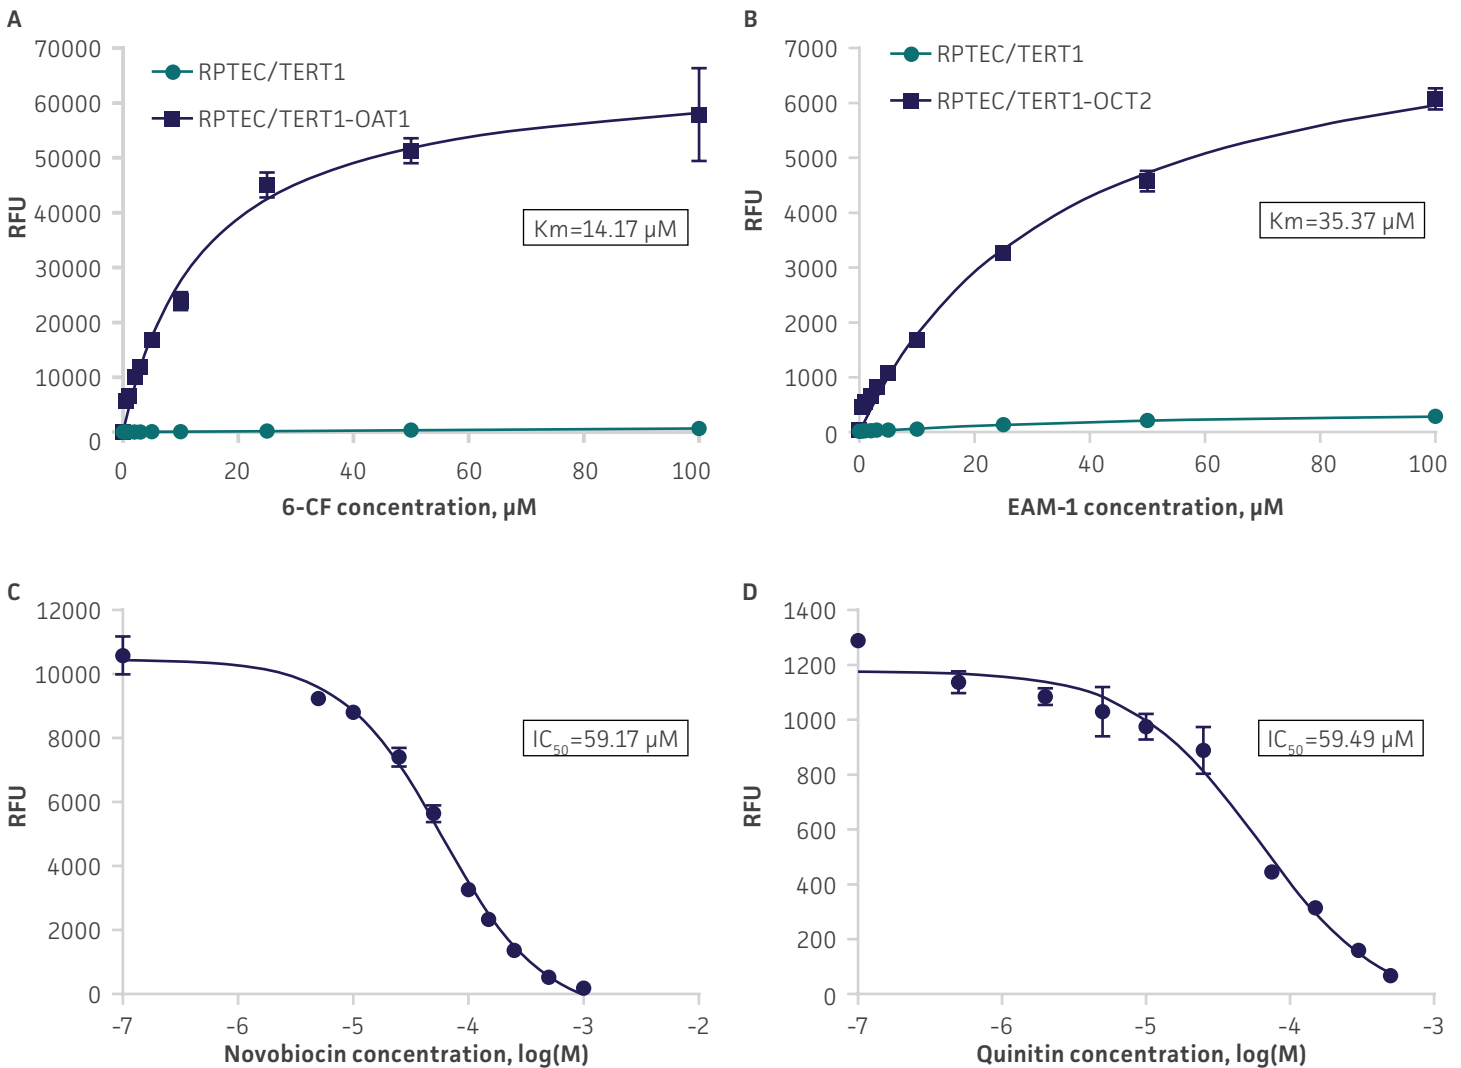 A
70000
60000
50000
40000
30000
20000
10000
0
RFU
RPTEC/TERT1
RPTEC/TERT1-OAT1
Km=14.17 µM
0 20 40 60 80 100
6-CF concentration, µM
B
7000
6000
5000
4000
3000
2000
1000
0
RFU
RPTEC/TERT1
RPTEC/TERT1-OCT2
Km=35.37 µM
0 20 40 60 80 100
EAM-1 concentration, µM
C
12000
10000
8000
6000
4000
2000
0
RFU
IC50=59.17 µM
-7 -6 -5 -4 -3 -2
Novobiocin concentration, log(M)
D
1400
1200
1000
800
600
400
200
0
RFU
IC50=59.49 µM
-7 -6 -5 -4 -3
Quinitin concentration, log(M)